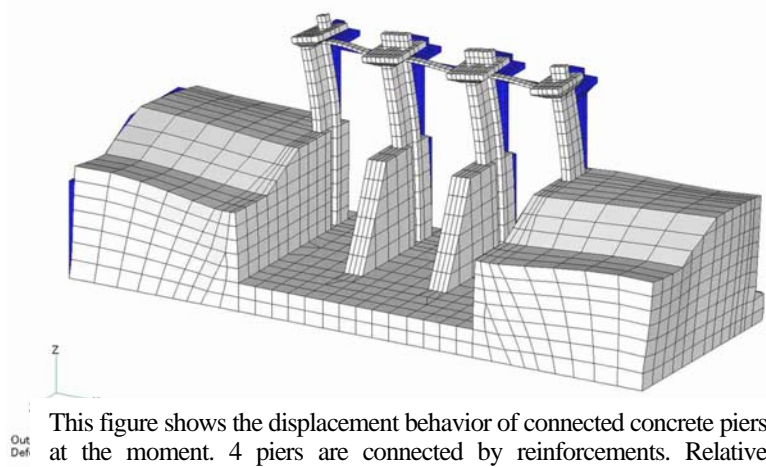 Z
This figure shows the displacement behavior of connected concrete piers
Out
Def
at the moment. 4 piers are connected by reinforcements. Relative